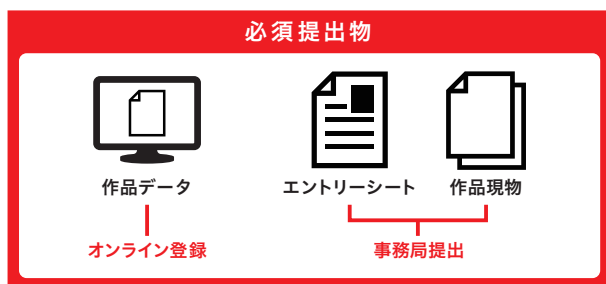 必須提出物
作品データ
エントリーシート
作品現物
オンライン登録
事務局提出